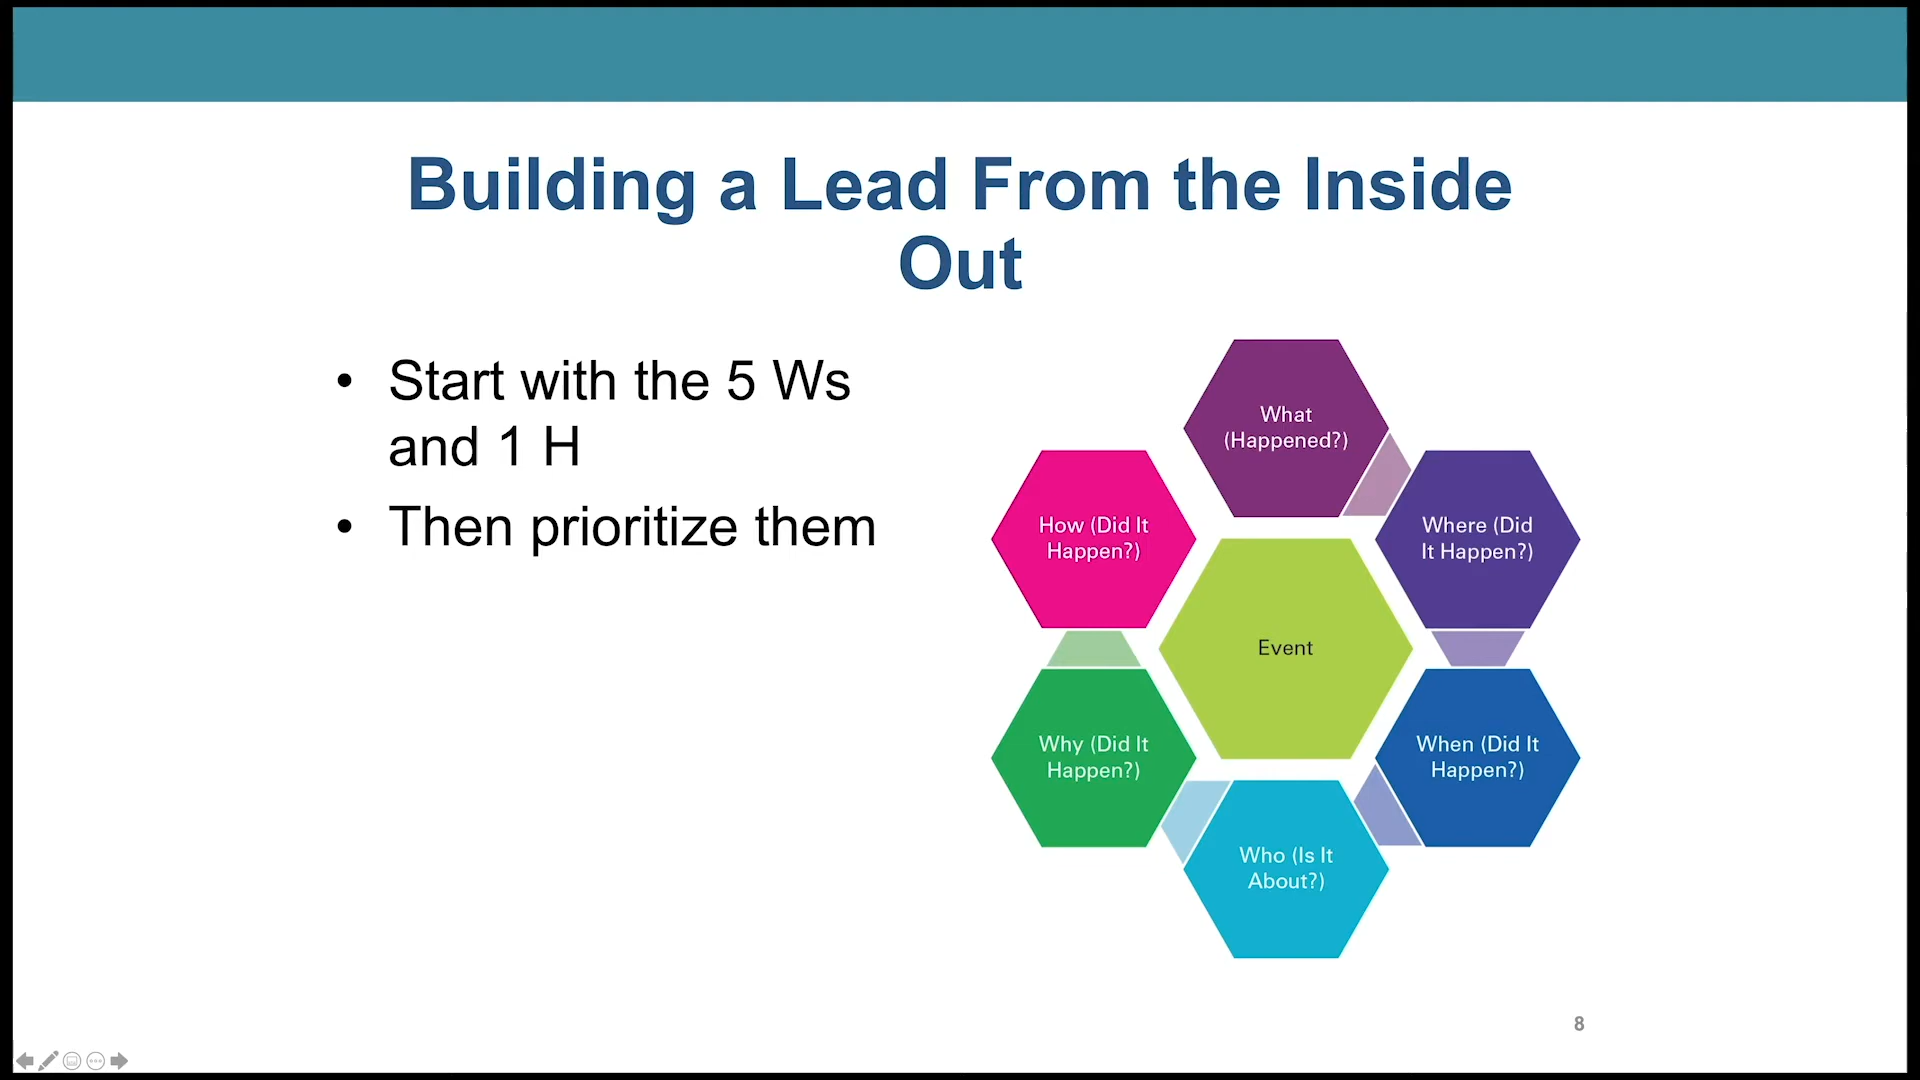 Building a Lead From the Inside
Out
• Start with the 5 Ws
and 1 H
• Then prioritize them
What
(Happened?)
Where (Did
It Happen?)
When (Did It
Happen?)
Who (Is It
About?)
Why (Did It
Happen?)
How (Did It
Happen?)
Event
8